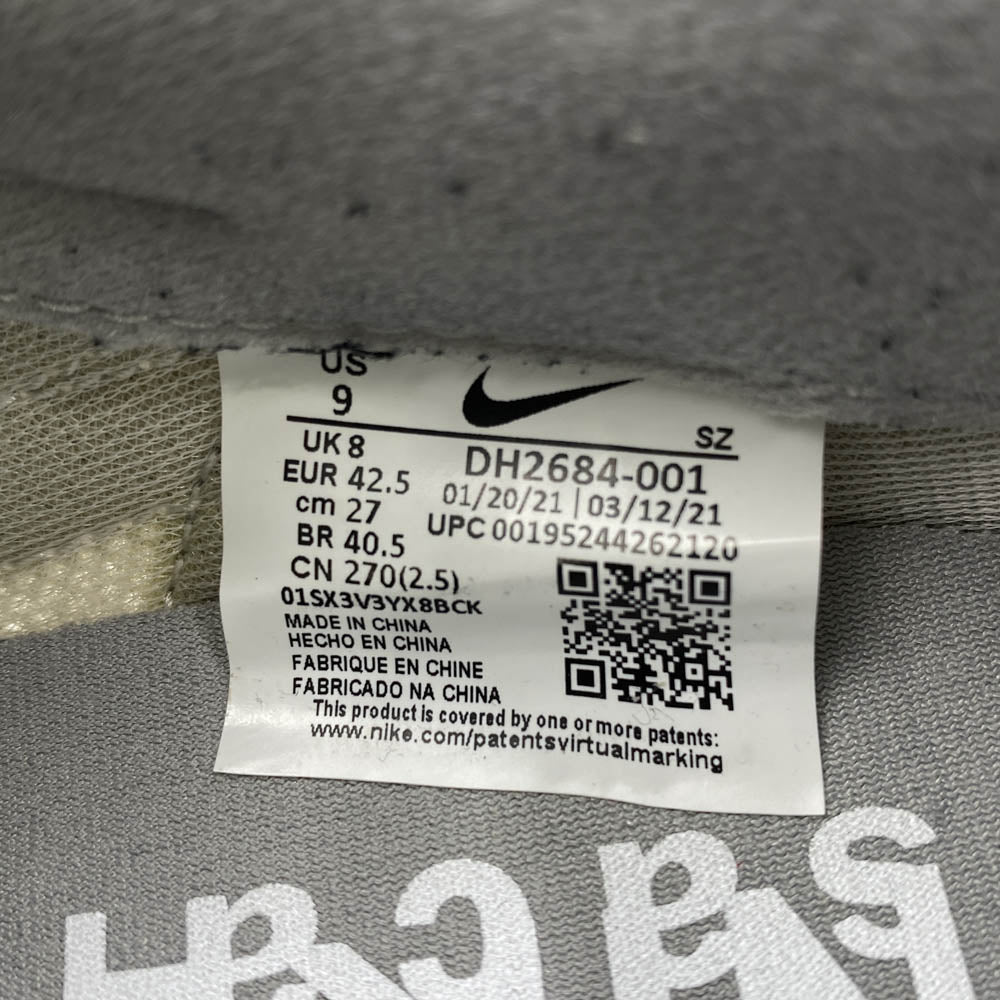 US
9
SZ
UK 8
EUR 42.5
cm 27
BR 40.5
CN 270(2.5)
DH2684-001
01/20/21 | 03/12/21
UPC 00195244262120
01SX3V3YX8BCK
MADE IN CHINA
HECHO EN CHINA
FABRIQUE EN CHINE
FABRICADO NA CHINA
This product is covered by one or more patents:
www.nike.com/patentsvirtualmarking